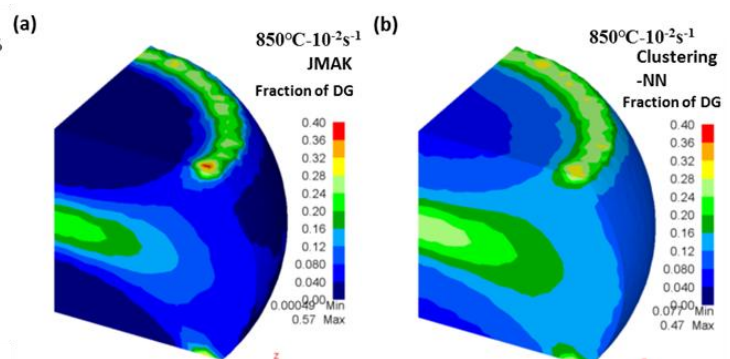 (a)
850°C-10⁻²s⁻¹
JMAK
Fraction of DG
0.40
0.36
0.32
0.28
0.24
0.20
0.16
0.12
0.080
0.040
0.00
0.00049 Min
0.57 Max
z
(b)
850°C-10⁻²s⁻¹
Clustering
-NN
Fraction of DG
0.40
0.36
0.32
0.28
0.24
0.20
0.16
0.12
0.080
0.040
0.00
0.077 Min
0.47 Max